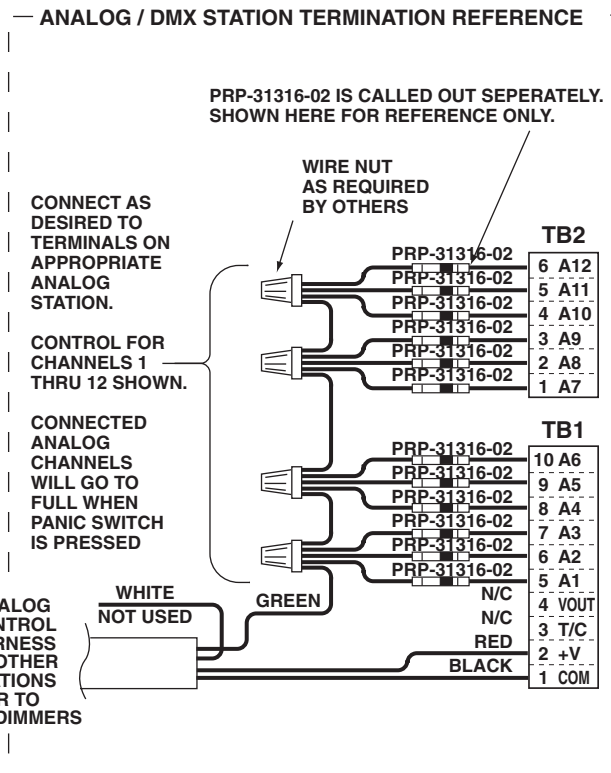 ANALOG / DMX STATION TERMINATION REFERENCE
PRP-31316-02 IS CALLED OUT SEPERATELY.
SHOWN HERE FOR REFERENCE ONLY.
WIRE NUT
AS REQUIRED
BY OTHERS
CONNECT AS
DESIRED TO
TERMINALS ON
APPROPRIATE
ANALOG
STATION.
CONTROL FOR
CHANNELS 1
THRU 12 SHOWN.
CONNECTED
ANALOG
CHANNELS
WILL GO TO
FULL WHEN
PANIC SWITCH
IS PRESSED
TB2
PRP-31316-02 6 A12
PRP-31316-02 5 A11
PRP-31316-02 4 A10
PRP-31316-02 3 A9
PRP-31316-02 2 A8
PRP-31316-02 1 A7
TB1
PRP-31316-02 10 A6
PRP-31316-02 9 A5
PRP-31316-02 8 A4
PRP-31316-02 7 A3
PRP-31316-02 6 A2
PRP-31316-02 5 A1
N/C 4 VOUT
N/C 3 T/C
RED 2 +V
BLACK 1 COM
WHITE
NOT USED
GREEN
ALOG
NTROL
RNESS
OTHER
TIONS
R TO
DIMMERS